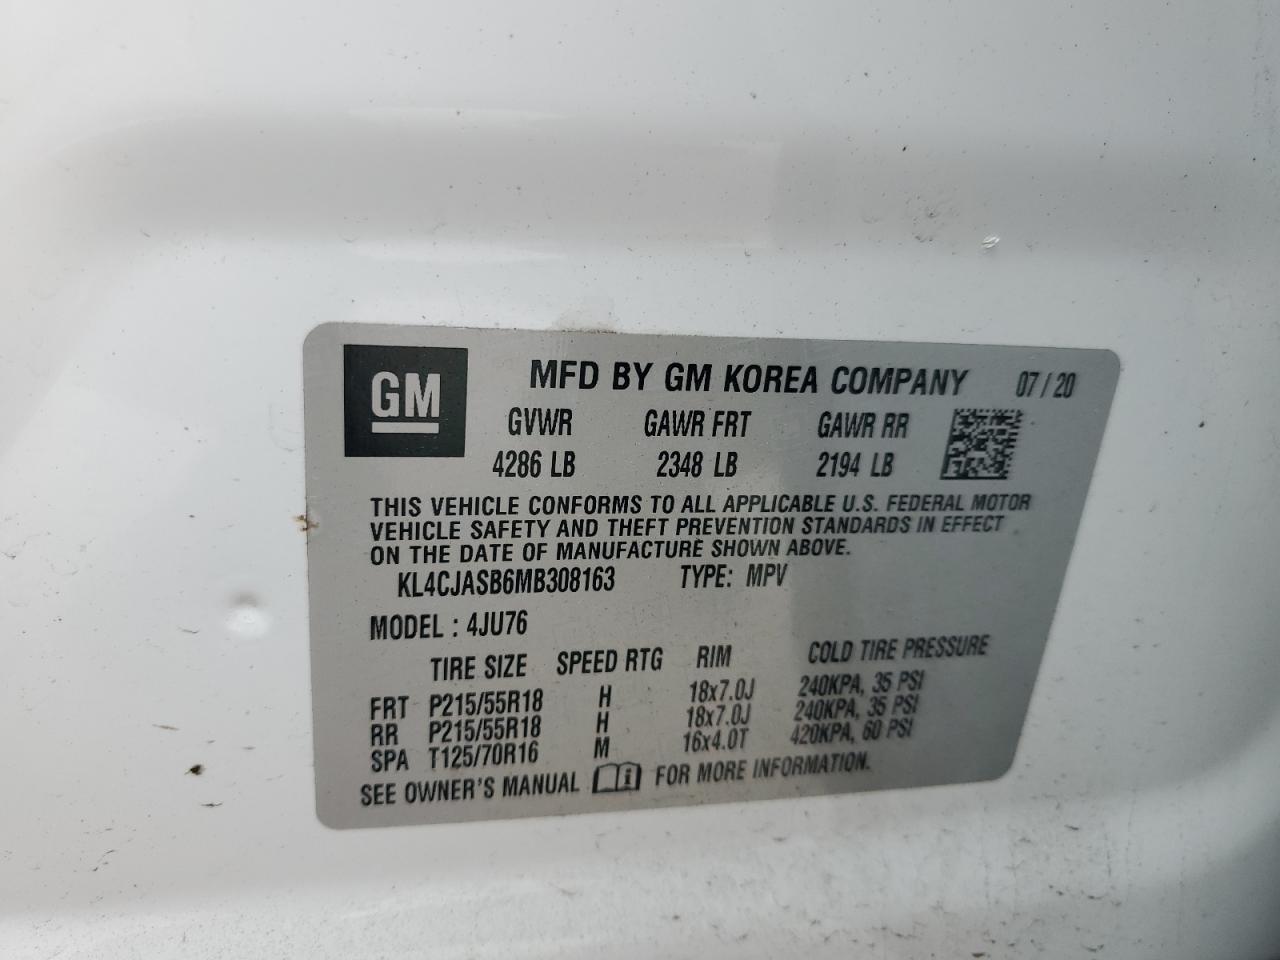 GM
MFD BY GM KOREA COMPANY 07/20
GVWR GAWR FRT GAWR RR
4286 LB 2348 LB 2194 LB
THIS VEHICLE CONFORMS TO ALL APPLICABLE U.S. FEDERAL MOTOR
VEHICLE SAFETY AND THEFT PREVENTION STANDARDS IN EFFECT
ON THE DATE OF MANUFACTURE SHOWN ABOVE.
KL4CJASB6MB308163 TYPE: MPV
MODEL : 4JU76
TIRE SIZE SPEED RTG RIM COLD TIRE PRESSURE
FRT P215/55R18 H 18x7.0J 240KPA, 35 PSI
RR P215/55R18 H 18x7.0J 240KPA, 35 PSI
SPA T125/70R16 M 16x4.0T 420KPA, 60 PSI
SEE OWNER'S MANUAL FOR MORE INFORMATION.